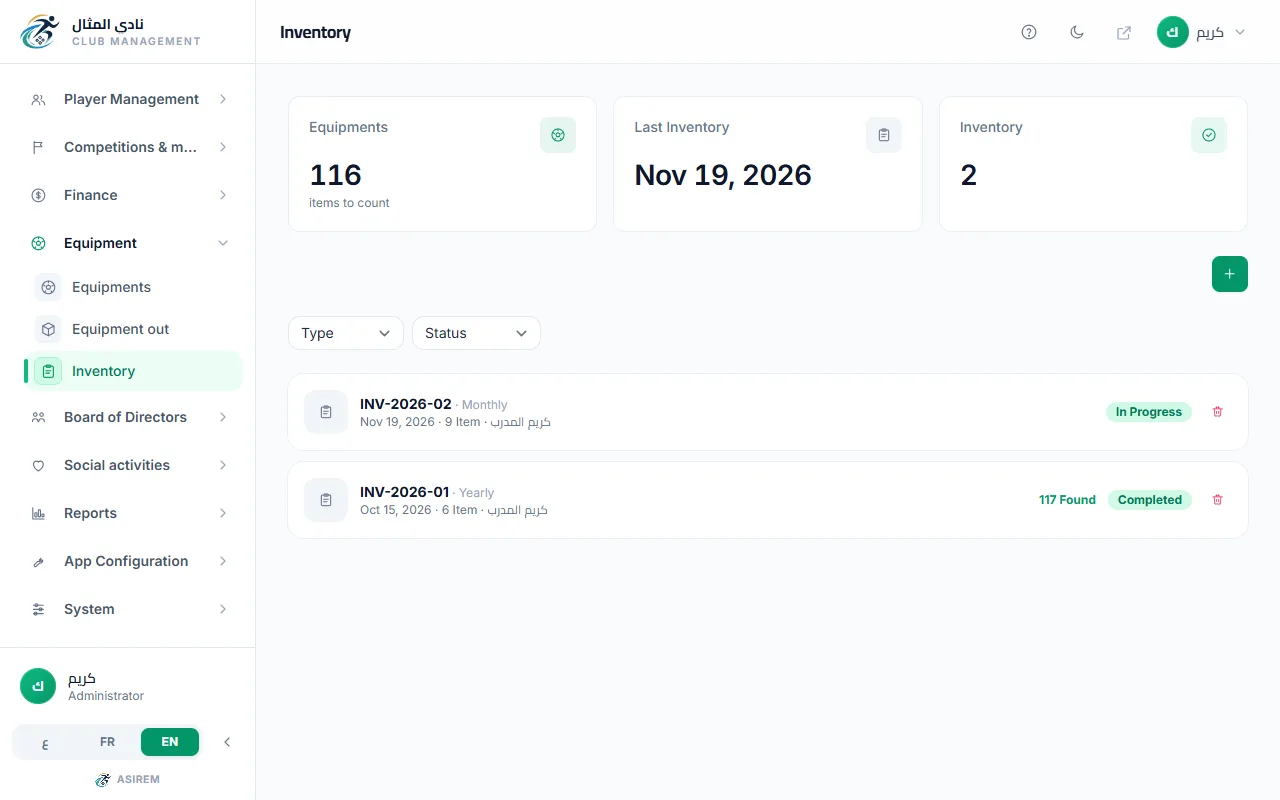 نادي المثال
CLUB MANAGEMENT
Player Management
Competitions & m...
Finance
Equipment
Equipments
Equipment out
Inventory
Board of Directors
Social activities
Reports
App Configuration
System
ك
كريم
Administrator
ع
FR
EN
ASIREM
Inventory
ك
كريم
Equipments
116
items to count
Last Inventory
Nov 19, 2026
Inventory
2
+
Type
Status
INV-2026-02 · Monthly
Nov 19, 2026 · 9 Item · كريم المدرب
In Progress
INV-2026-01 · Yearly
Oct 15, 2026 · 6 Item · كريم المدرب
117 Found
Completed